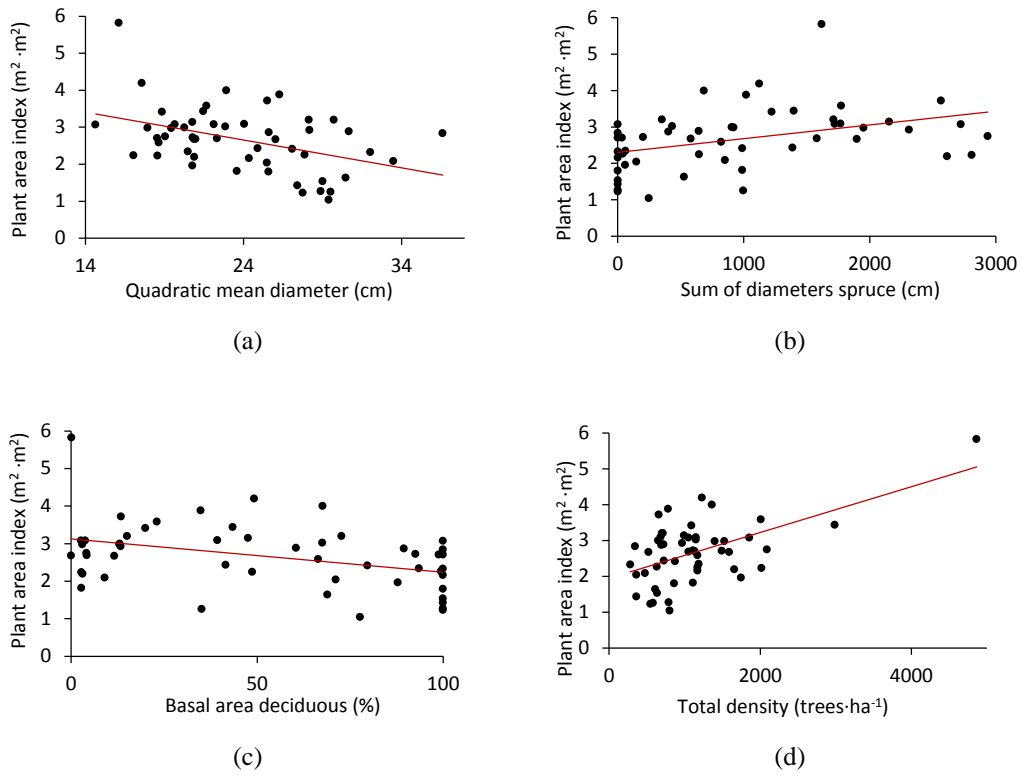 6
5
4
3
2
1
0
Plant area index (m² ·m²)
14 24 34
Quadratic mean diameter (cm)
(a)
6
5
4
3
2
1
0
Plant area index (m² ·m²)
0 1000 2000 3000
Sum of diameters spruce (cm)
(b)
6
5
4
3
2
1
0
Plant area index (m² ·m²)
0 50 100
Basal area deciduous (%)
(c)
6
5
4
3
2
1
0
Plant area index (m² ·m²)
0 2000 4000
Total density (trees·ha⁻¹)
(d)